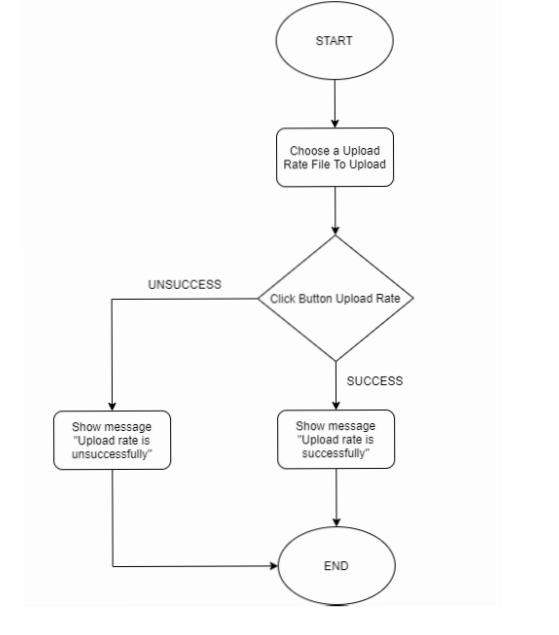 START
Choose a Upload
Rate File To Upload
UNSUCCESS
Click Button Upload Rate
SUCCESS
Show message
"Upload rate is
unsuccessfully"
Show message
"Upload rate is
successfully"
END